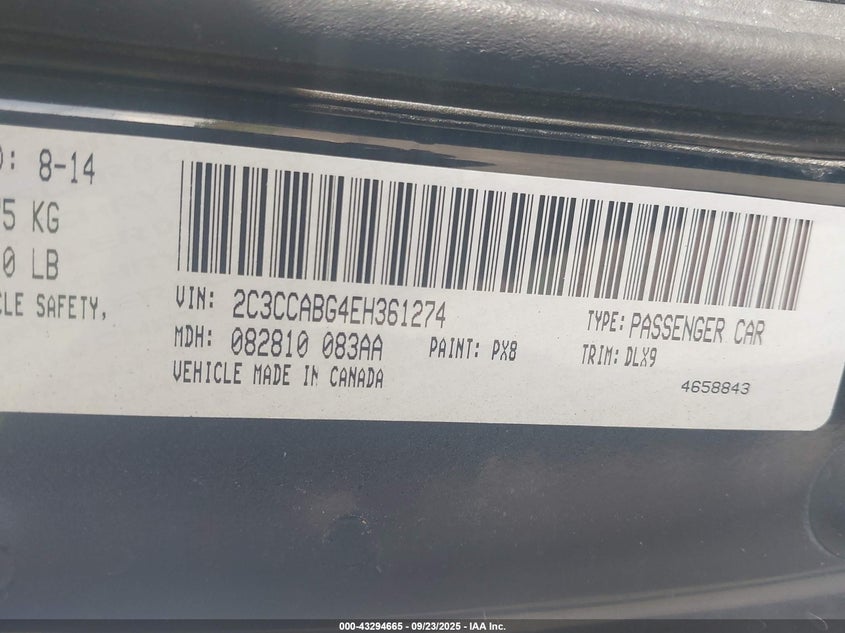 D: 8-14
5 KG
0 LB
CLE SAFETY,
VIN: 2C3CCABG4EH361274
TYPE: PASSENGER CAR
MDH: 082810 083AA
PAINT: PX8
TRIM: DLX9
VEHICLE MADE IN CANADA
4658843
000-43294665 - 09/23/2025 - IAA Inc.